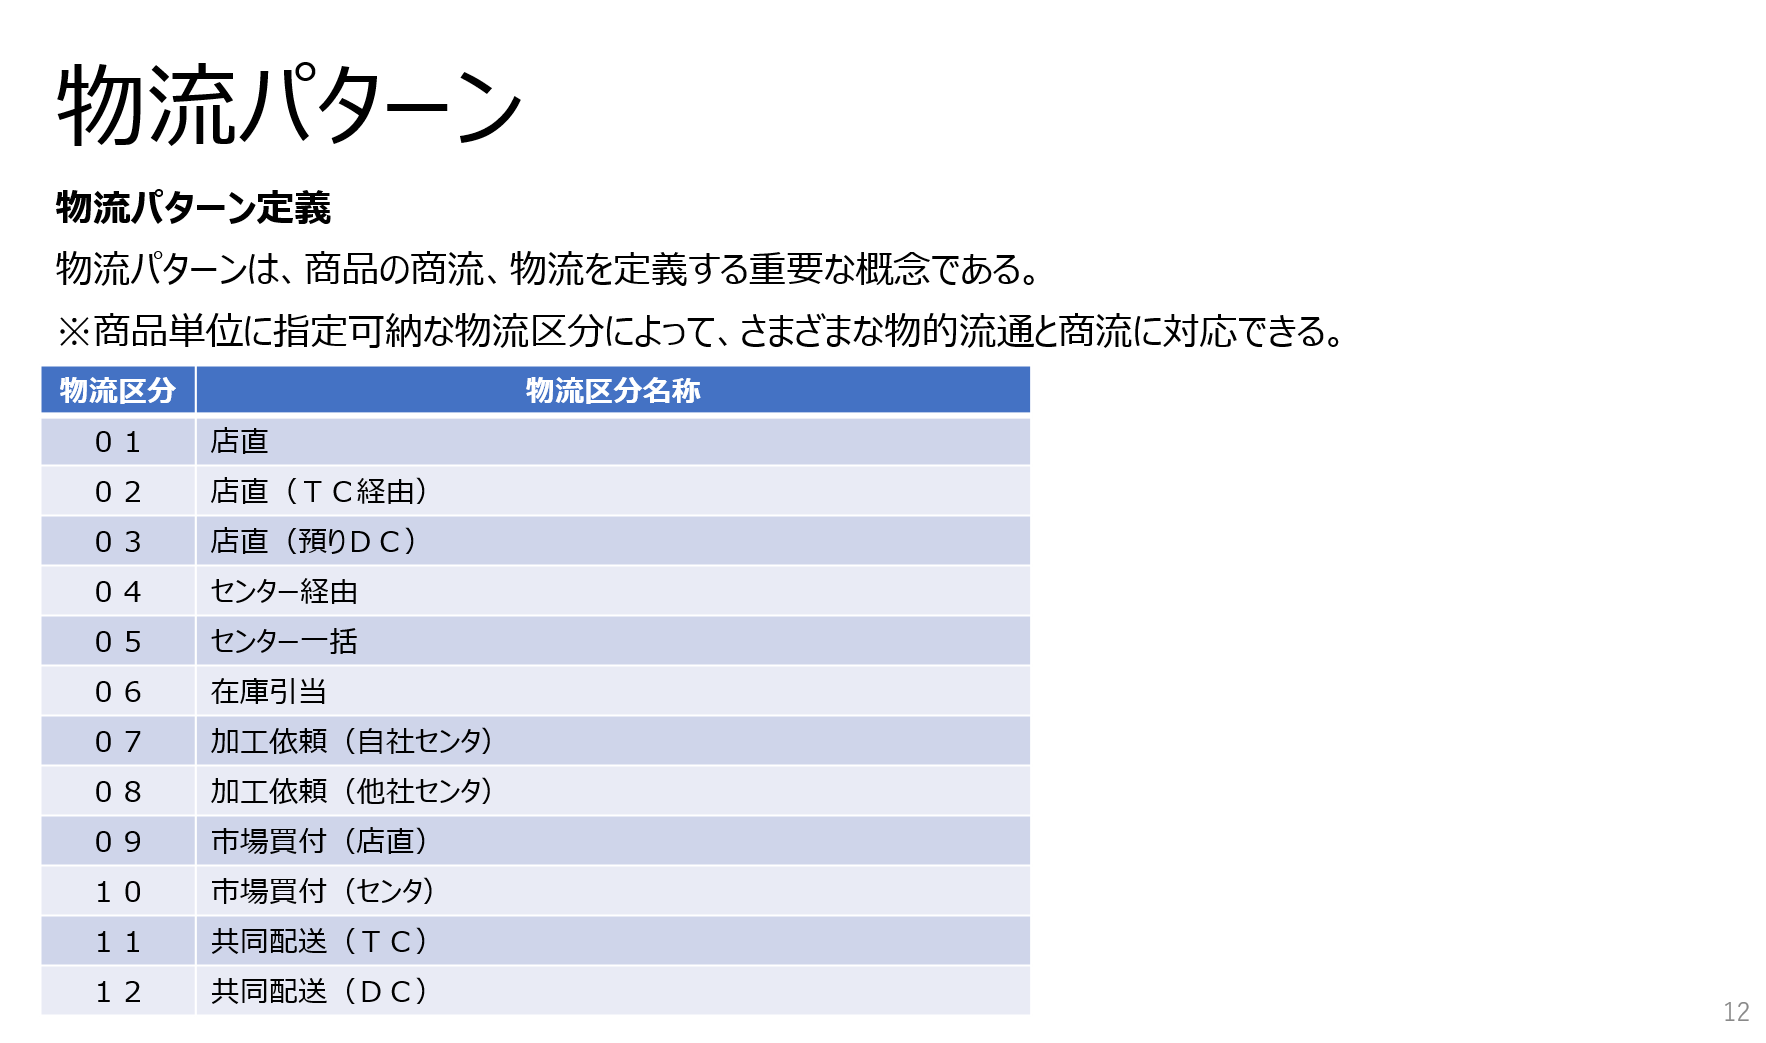 物流パターン
物流パターン定義
物流パターンは、商品の商流、物流を定義する重要な概念である。
※商品単位に指定可納な物流区分によって、さまざまな物的流通と商流に対応できる。
物流区分 物流区分名称
０１ 店直
０２ 店直（ＴＣ経由）
０３ 店直（預りＤＣ）
０４ センター経由
０５ センター一括
０６ 在庫引当
０７ 加工依頼（自社センタ）
０８ 加工依頼（他社センタ）
０９ 市場買付（店直）
１０ 市場買付（センタ）
１１ 共同配送（ＴＣ）
１２ 共同配送（ＤＣ）
12